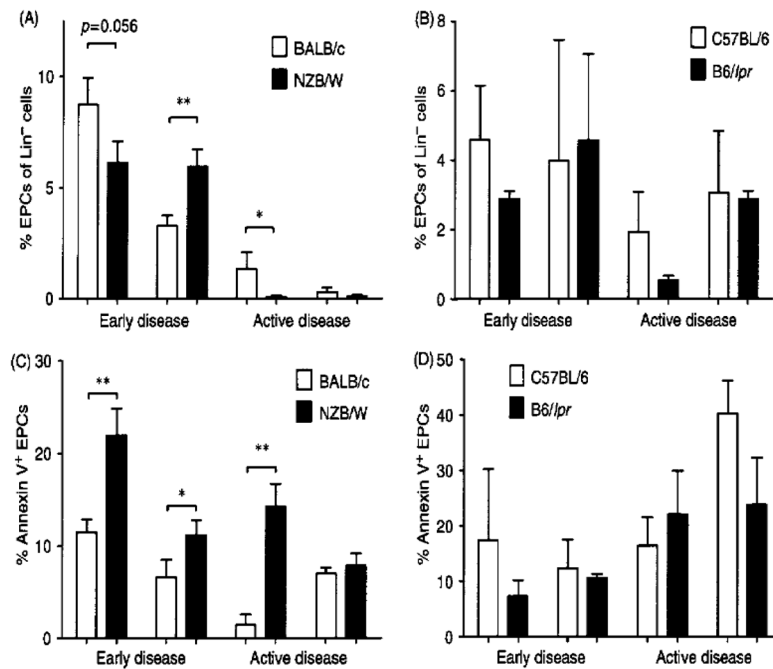 (A)
p=0.056
**
*
BALB/c
NZB/W
% EPCs of Lin⁻ cells
10
5
0
Early disease
Active disease
(B)
C57BL/6
B6/lpr
% EPCs of Lin⁻ cells
8
6
4
2
0
Early disease
Active disease
(C)
**
*
**
BALB/c
NZB/W
% Annexin V⁺ EPCs
30
20
10
0
Early disease
Active disease
(D)
C57BL/6
B6/lpr
% Annexin V⁺ EPCs
50
40
30
20
10
0
Early disease
Active disease